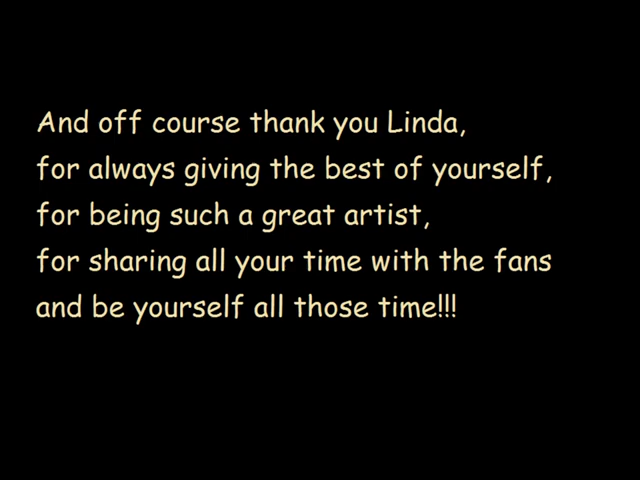 And off course thank you Linda,
for always giving the best of yourself,
for being such a great artist,
for sharing all your time with the fans
and be yourself all those time!!!